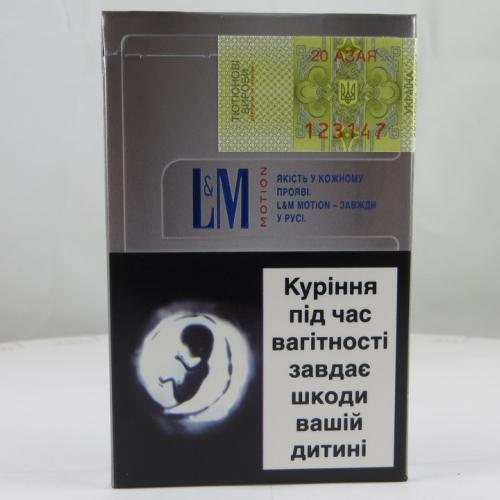 20 АЗАЯ
ТЮТЮНОВІ
ВИРОБИ
123147
УКРАЇНА
L&M
MOTION
ЯКІСТЬ У КОЖНОМУ
ПРОЯВІ.
L&M MOTION – ЗАВЖДИ
У РУСІ.
Куріння
під час
вагітності
завдає
шкоди
вашій
дитині